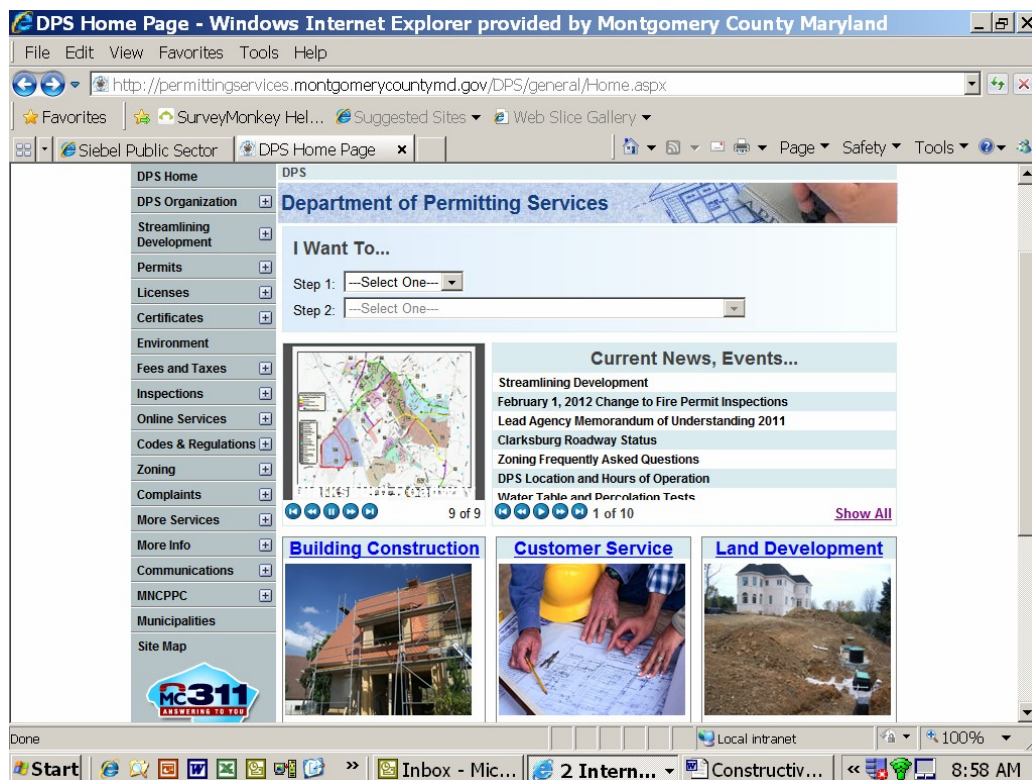 DPS Home Page - Windows Internet Explorer provided by Montgomery County Maryland
File Edit View Favorites Tools Help
http://permittingservices.montgomerycountymd.gov/DPS/general/Home.aspx
Favorites SurveyMonkey Hel... Suggested Sites Web Slice Gallery
Siebel Public Sector DPS Home Page Page Safety Tools
DPS Home
DPS Organization
Streamlining
Development
Permits
Licenses
Certificates
Environment
Fees and Taxes
Inspections
Online Services
Codes & Regulations
Zoning
Complaints
More Services
More Info
Communications
MNCPPC
Municipalities
Site Map
MC311
ANSWERING TO YOU
DPS
Department of Permitting Services
I Want To...
Step 1: ---Select One---
Step 2: ---Select One---
9 of 9
Current News, Events...
Streamlining Development
February 1, 2012 Change to Fire Permit Inspections
Lead Agency Memorandum of Understanding 2011
Clarksburg Roadway Status
Zoning Frequently Asked Questions
DPS Location and Hours of Operation
Water Table and Percolation Tests
1 of 10 Show All
Building Construction
Customer Service
Land Development
Done Local intranet 100%
Start Inbox - Mic... 2 Intern... Constructiv... 8:58 AM